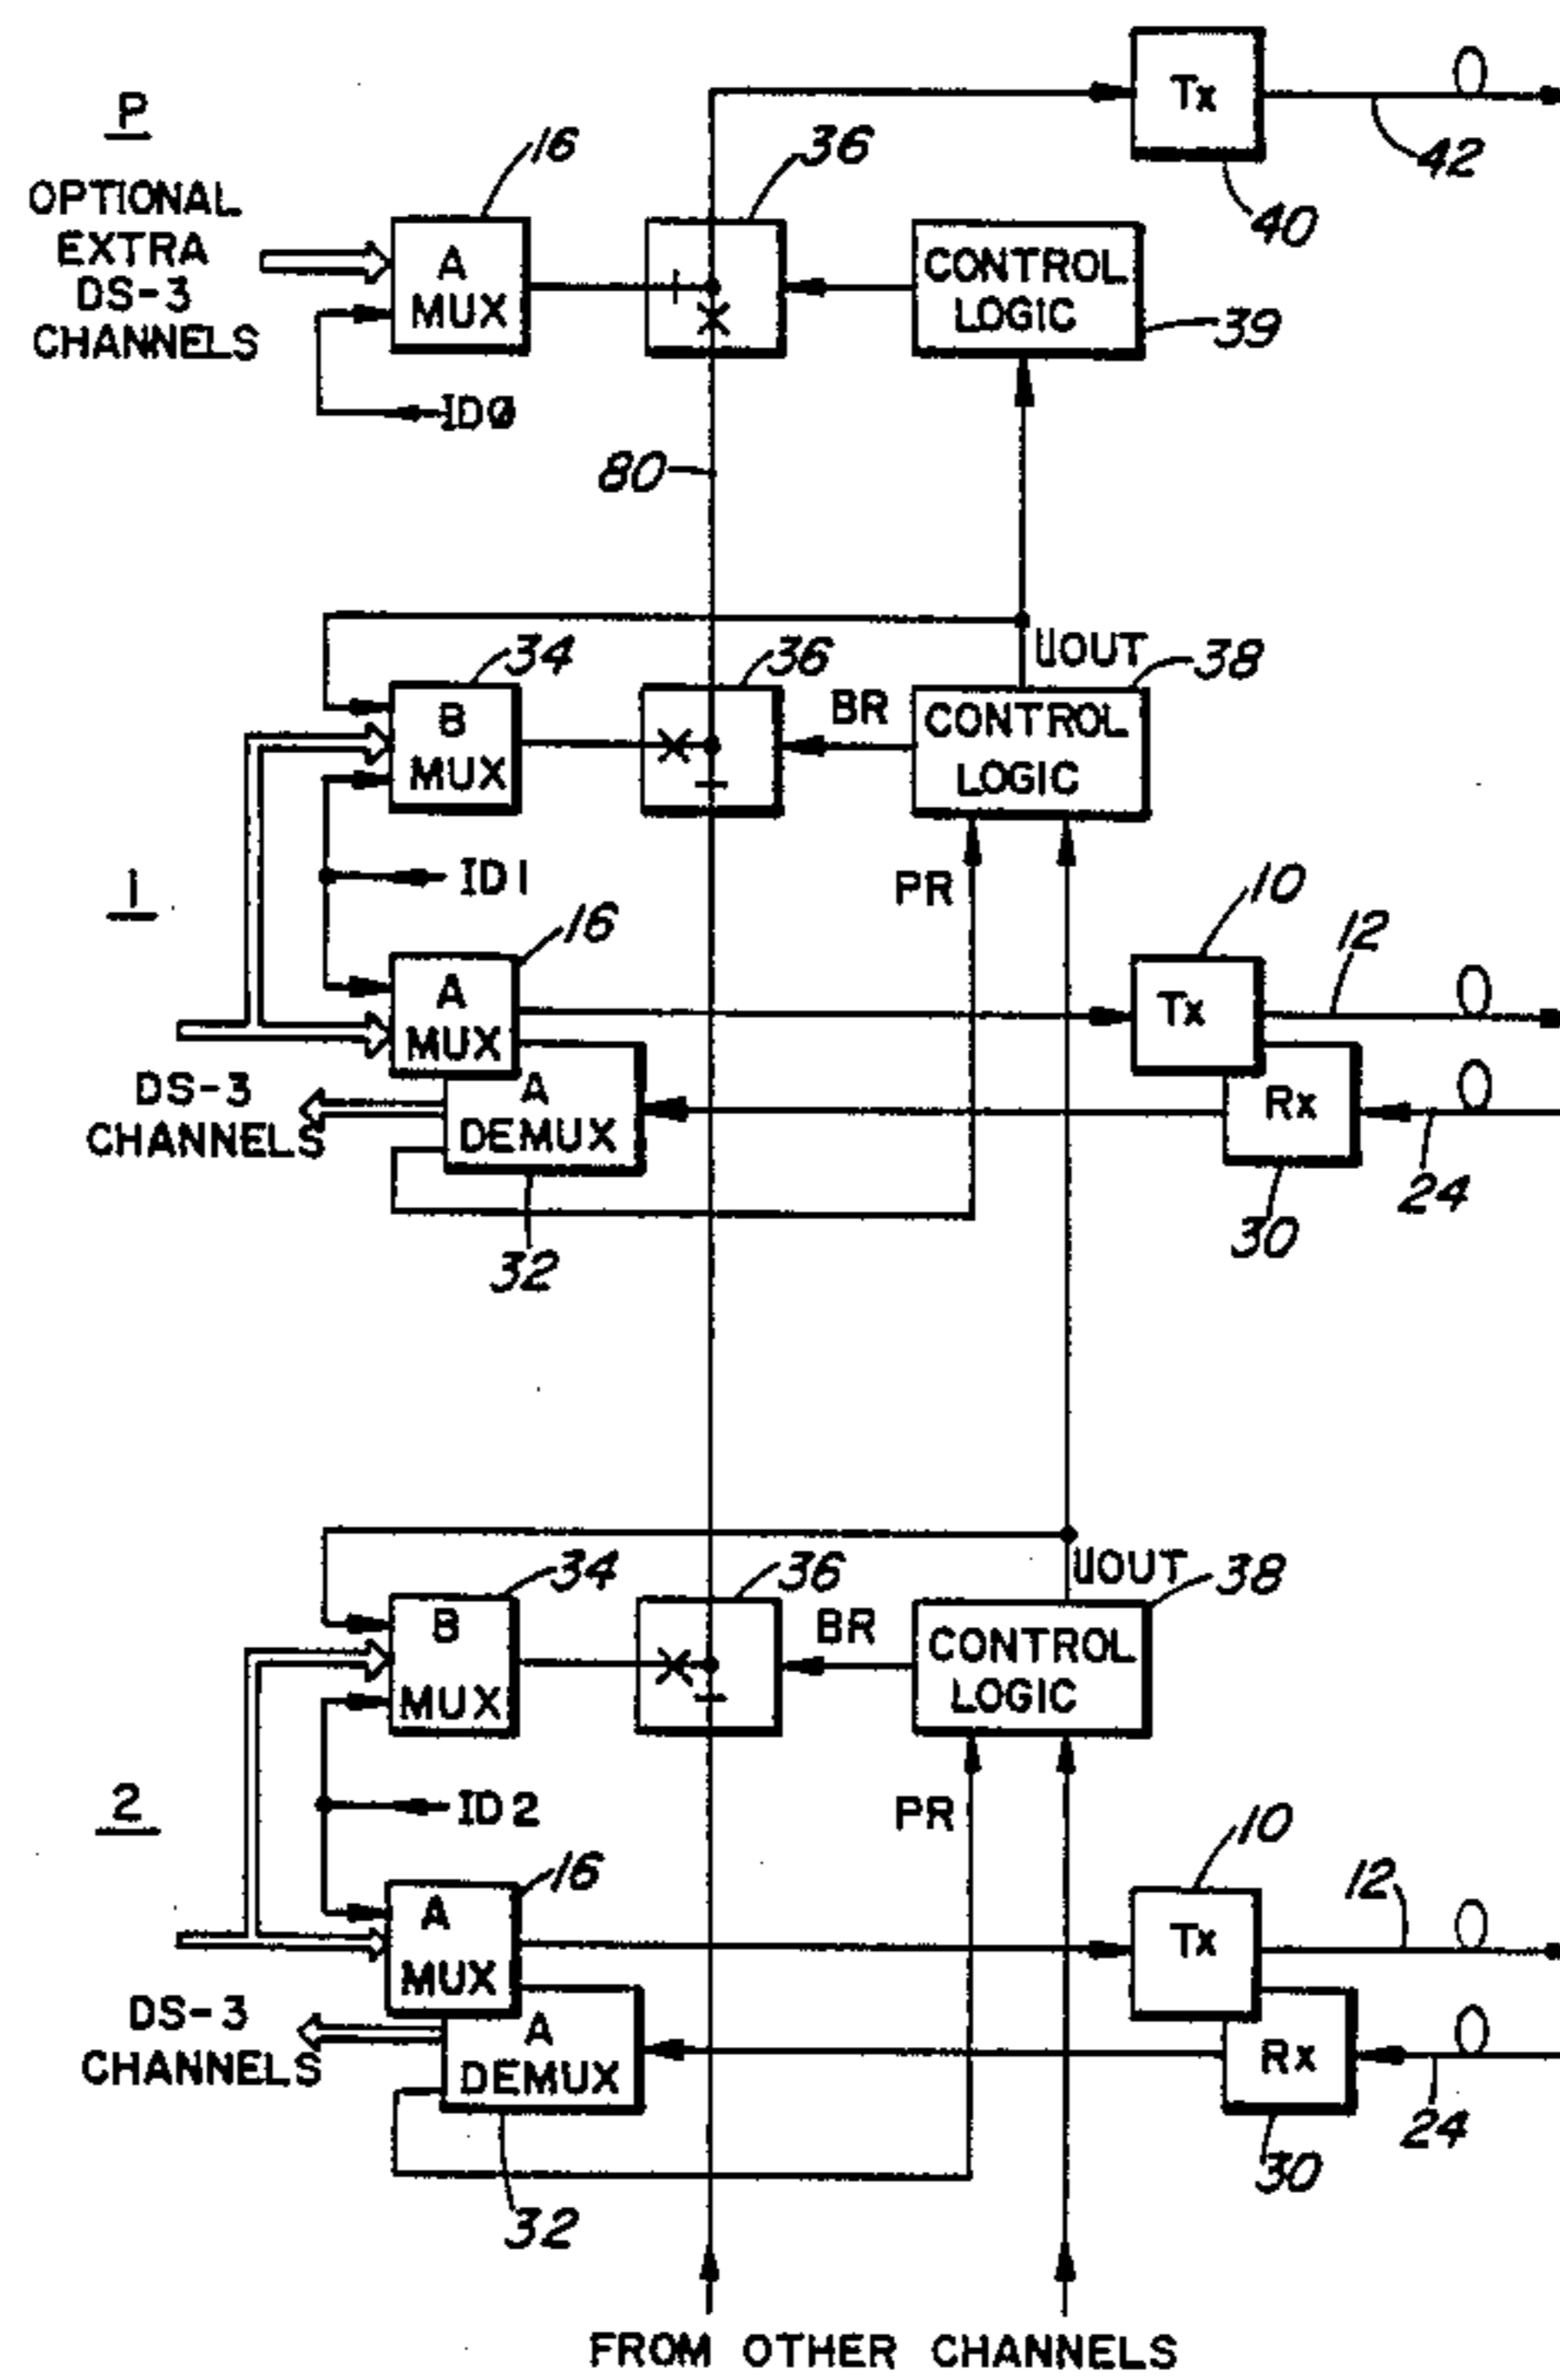 P
OPTIONAL
EXTRA
DS-3
CHANNELS
16
A
MUX
ID0
36
CONTROL
LOGIC
39
Tx
40
42
80
34
B
MUX
36
BR
UOUT
38
CONTROL
LOGIC
PR
1
ID1
16
A
MUX
DS-3
CHANNELS
A
DEMUX
32
10
Tx
12
Rx
30
24
34
B
MUX
36
BR
UOUT
38
CONTROL
LOGIC
PR
2
ID2
16
A
MUX
DS-3
CHANNELS
A
DEMUX
32
10
Tx
12
Rx
30
24
FROM OTHER CHANNELS